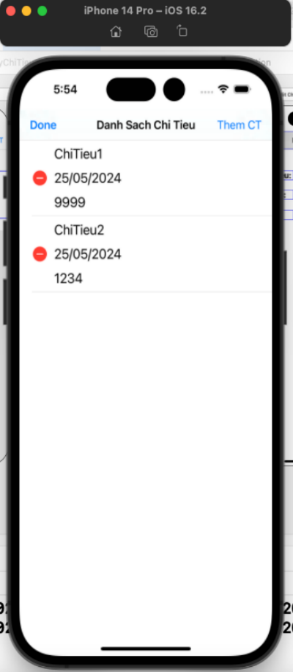 iPhone 14 Pro – iOS 16.2
5:54
Done
Danh Sach Chi Tieu
Them CT
ChiTieu1
25/05/2024
9999
ChiTieu2
25/05/2024
1234